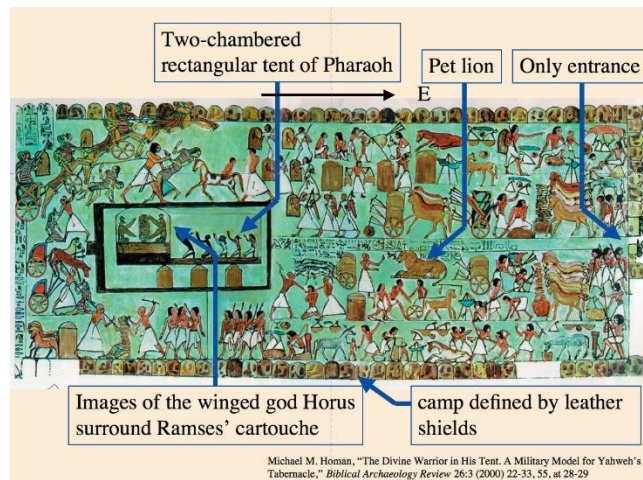 Two-chambered
rectangular tent of Pharaoh
Pet lion
Only entrance
E
Images of the winged god Horus
surround Ramses’ cartouche
camp defined by leather
shields
Michael M. Homan, “The Divine Warrior in His Tent. A Military Model for Yahweh’s
Tabernacle,” Biblical Archaeology Review 26:3 (2000) 22-33, 55, at 28-29